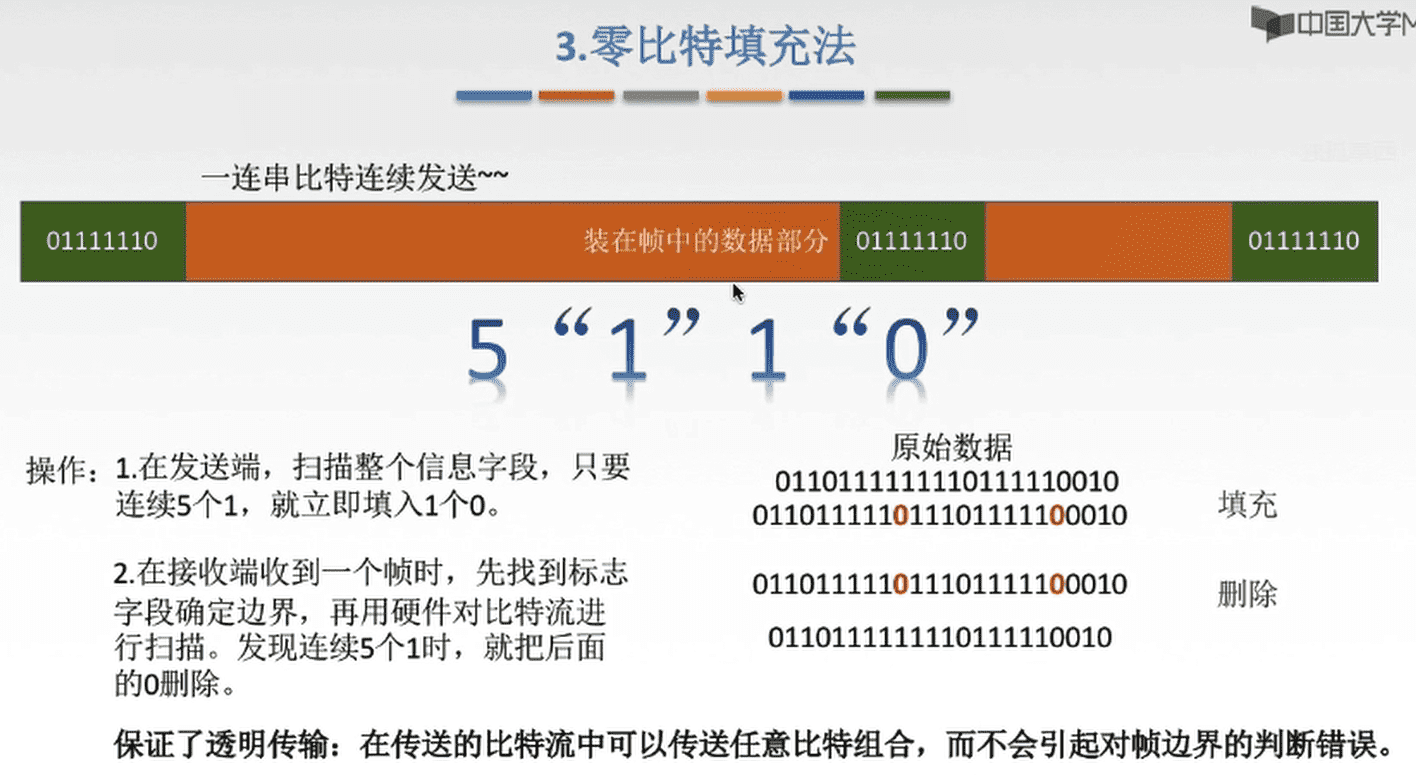 中国大学M
3.零比特填充法
一连串比特连续发送~~
01111110
装在帧中的数据部分
01111110
01111110
5 “1” 1 “0”
操作：1.在发送端，扫描整个信息字段，只要
连续5个1，就立即填入1个0。
2.在接收端收到一个帧时，先找到标志
字段确定边界，再用硬件对比特流进
行扫描。发现连续5个1时，就把后面
的0删除。
原始数据
0110111111110111110010
011011111011101111100010
填充
011011111011101111100010
删除
0110111111110111110010
保证了透明传输：在传送的比特流中可以传送任意比特组合，而不会引起对帧边界的判断错误。